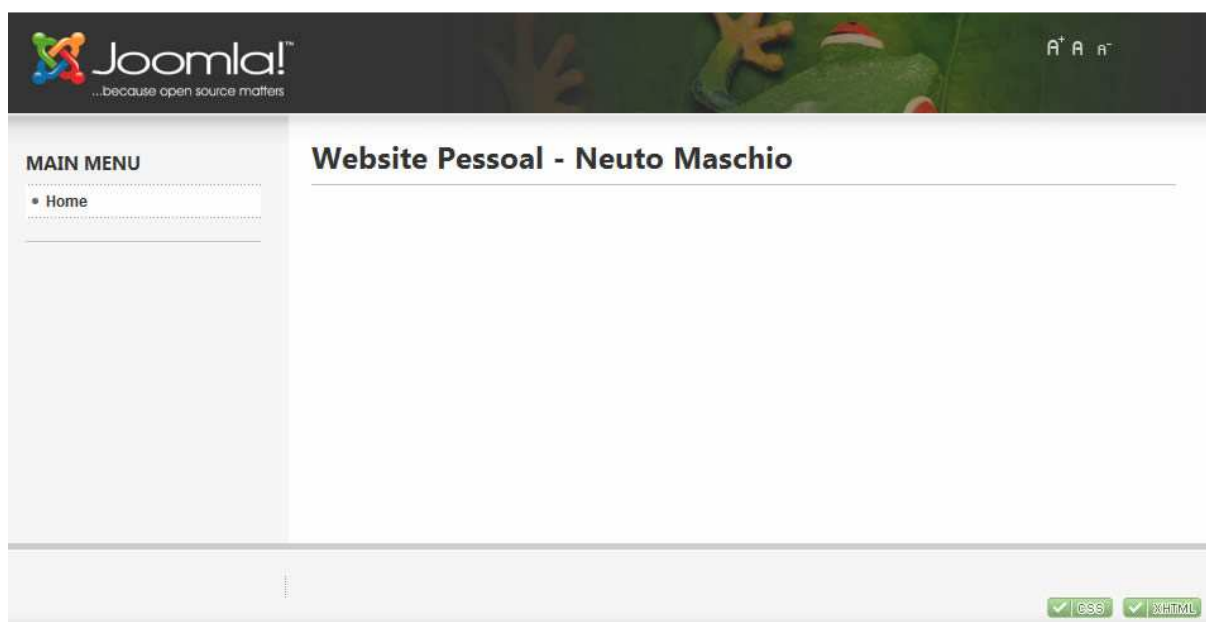 Joomla!™
...because open source matters
A+ A A-
MAIN MENU
Home
Website Pessoal - Neuto Maschio
CSS XHTML